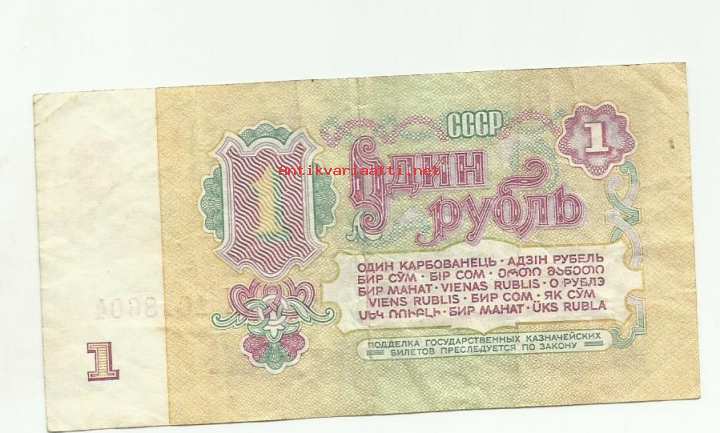 СССР
1
1
Один
рубль
Antikvariaatti.net
ОДИН КАРБОВАНЕЦЬ · АДЗІН РУБЕЛЬ
БИР СЎМ · БІР СОМ · ᲔᲠᲗᲘ ᲛᲐᲜᲔᲗᲘ
БИР МАНАТ · VIENAS RUBLIS · О РУБЛЭ
VIENS RUBLIS · БИР СОМ · ЯК СЎМ
ՄԵԿ ՌՈՒԲԼԻ · БИР МАНАТ · ÜKS RUBLA
ПОДДЕЛКА ГОСУДАРСТВЕННЫХ КАЗНАЧЕЙСКИХ
БИЛЕТОВ ПРЕСЛЕДУЕТСЯ ПО ЗАКОНУ
1